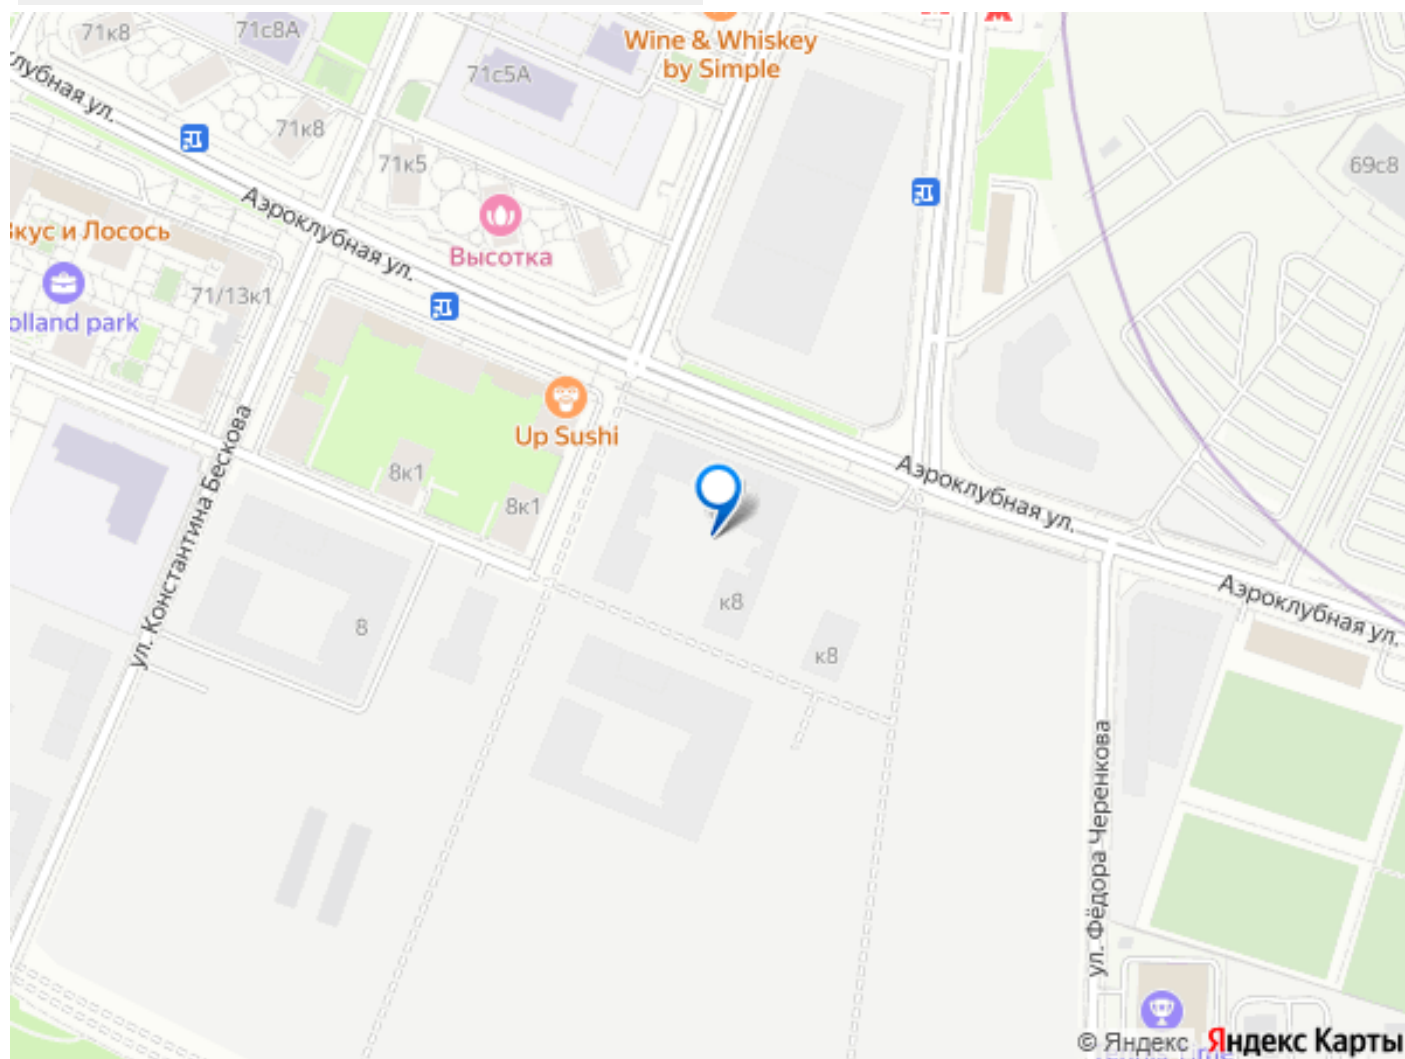 71к8
71с8А
Wine & Whiskey
by Simple
71с5А
лубная ул.
71к8
71к5
69с8
Аэроклубная ул.
Вкус и Лосось
Высотка
71/13к1
olland park
Up Sushi
8к1
8к1
Аэроклубная ул.
ул. Константина Бескова
к8
8
к8
Аэроклубная ул.
ул. Фёдора Черенкова
© Яндекс Яндекс Карты